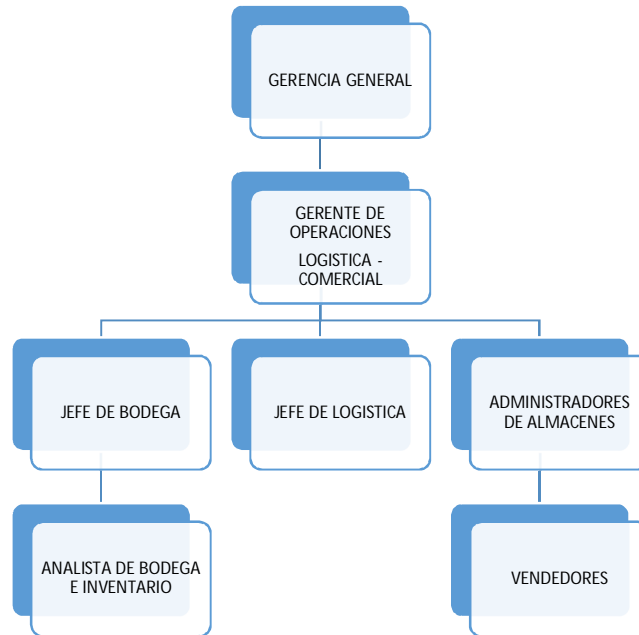 GERENCIA GENERAL
GERENTE DE
OPERACIONES
LOGISTICA -
COMERCIAL
JEFE DE BODEGA
JEFE DE LOGISTICA
ADMINISTRADORES
DE ALMACENES
ANALISTA DE BODEGA
E INVENTARIO
VENDEDORES